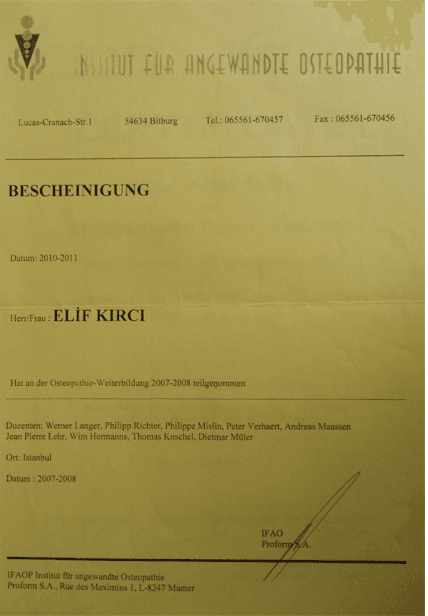 INSTITUT FÜR ANGEWANDTE OSTEOPATHIE
Lucas-Cranach-Str.1 54634 Bitburg Tel.: 065561-670457 Fax : 065561-670456
BESCHEINIGUNG
Datum: 2010-2011
Herr/Frau : ELİF KIRCI
Hat an der Osteopathie-Weiterbildung 2007-2008 teilgenommen
Dozenten: Werner Langer, Philipp Richter, Philippe Mislin, Peter Verhaert, Andreas Maassen
Jean Pierre Lehr, Wim Hermanns, Thomas Kuschel, Dietmar Müler
Ort: Istanbul
Datum : 2007-2008
IFAO
Proform S.A.
IFAOP Institut für angewandte Osteopathie
Proform S.A., Rue des Maximins 1, L-8247 Mamer